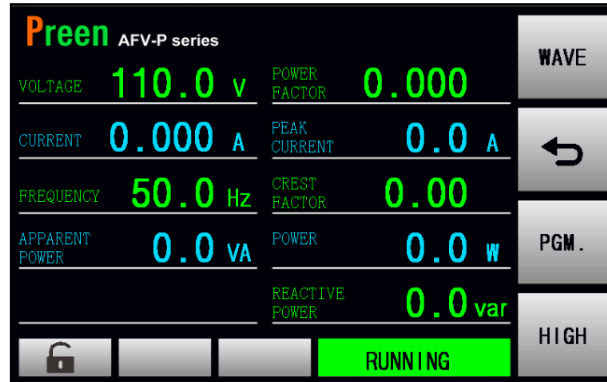 Preen AFV-P series
WAVE
VOLTAGE 110.0 V
POWER FACTOR 0.000
CURRENT 0.000 A
PEAK CURRENT 0.0 A
FREQUENCY 50.0 Hz
CREST FACTOR 0.00
APPARENT POWER 0.0 VA
POWER 0.0 W
PGM.
REACTIVE POWER 0.0 var
HIGH
RUNNING